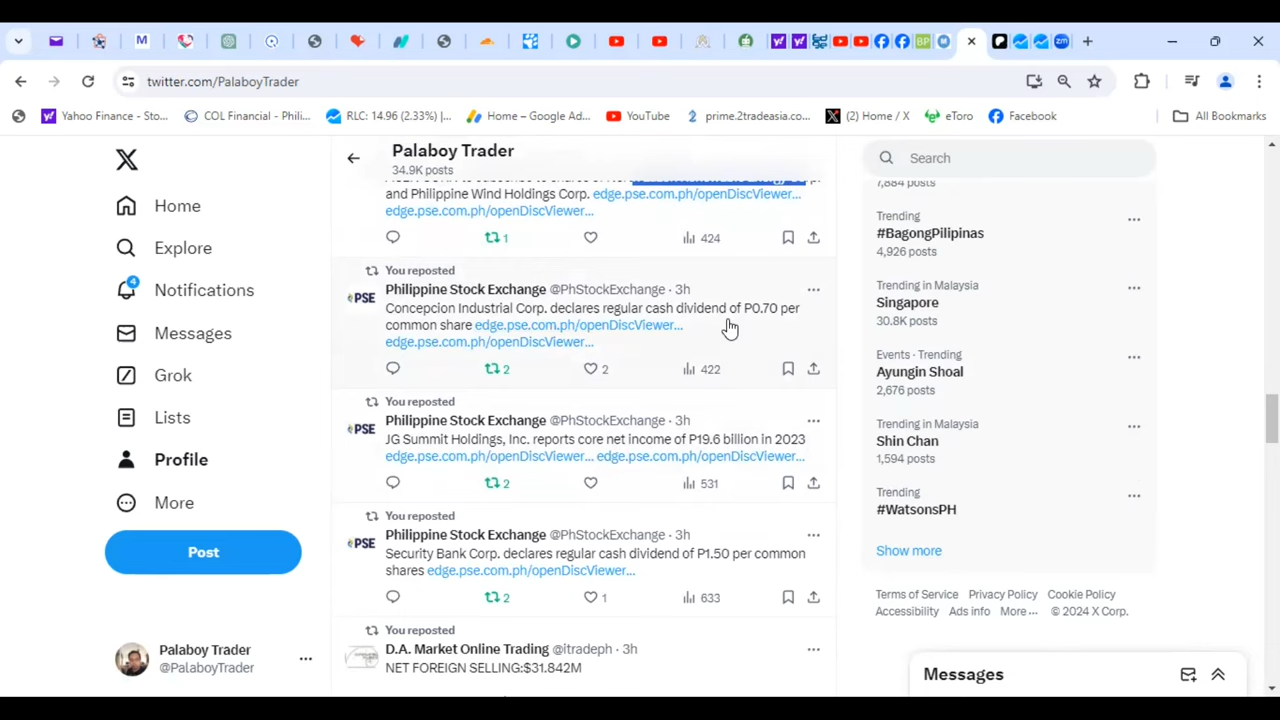 twitter.com/PalaboyTrader
Yahoo Finance - Sto...
COL Financial - Phili...
RLC: 14.96 (2.33%) |...
Home – Google Ad...
YouTube
prime.2tradeasia.co...
(2) Home / X
eToro
Facebook
All Bookmarks
Home
Explore
4
Notifications
Messages
Grok
Lists
Profile
More
Post
Palaboy Trader
@PalaboyTrader
Palaboy Trader
34.9K posts
and Philippine Wind Holdings Corp. edge.pse.com.ph/openDiscViewer...
edge.pse.com.ph/openDiscViewer...
1
424
You reposted
PSE
Philippine Stock Exchange @PhStockExchange · 3h
Concepcion Industrial Corp. declares regular cash dividend of P0.70 per
common share edge.pse.com.ph/openDiscViewer...
edge.pse.com.ph/openDiscViewer...
2
2
422
You reposted
PSE
Philippine Stock Exchange @PhStockExchange · 3h
JG Summit Holdings, Inc. reports core net income of P19.6 billion in 2023
edge.pse.com.ph/openDiscViewer... edge.pse.com.ph/openDiscViewer...
2
531
You reposted
PSE
Philippine Stock Exchange @PhStockExchange · 3h
Security Bank Corp. declares regular cash dividend of P1.50 per common
shares edge.pse.com.ph/openDiscViewer...
2
1
633
You reposted
D.A. Market Online Trading @itradeph · 3h
NET FOREIGN SELLING:$31.842M
Search
7,884 posts
Trending
#BagongPilipinas
4,926 posts
Trending in Malaysia
Singapore
30.8K posts
Events · Trending
Ayungin Shoal
2,676 posts
Trending in Malaysia
Shin Chan
1,594 posts
Trending
#WatsonsPH
Show more
Terms of Service Privacy Policy Cookie Policy
Accessibility Ads info More ··· © 2024 X Corp.
Messages